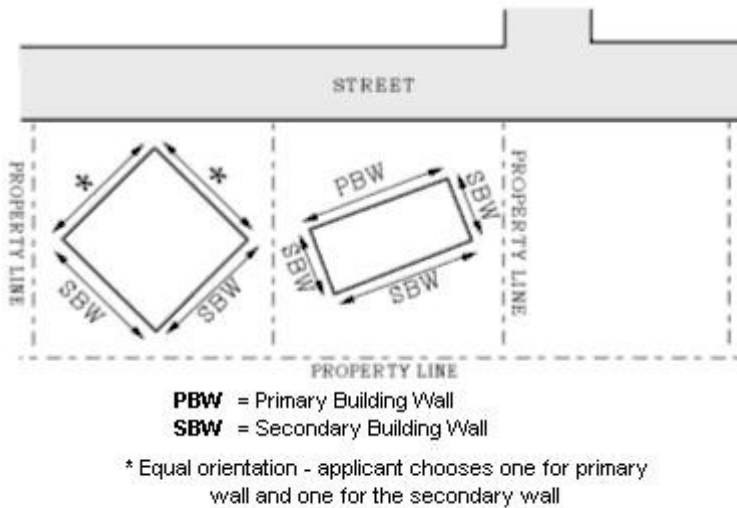 STREET
PROPERTY LINE
*
*
SBW
SBW
PBW
SBW
SBW
SBW
PROPERTY LINE
PROPERTY LINE
PBW = Primary Building Wall
SBW = Secondary Building Wall
* Equal orientation - applicant chooses one for primary
wall and one for the secondary wall